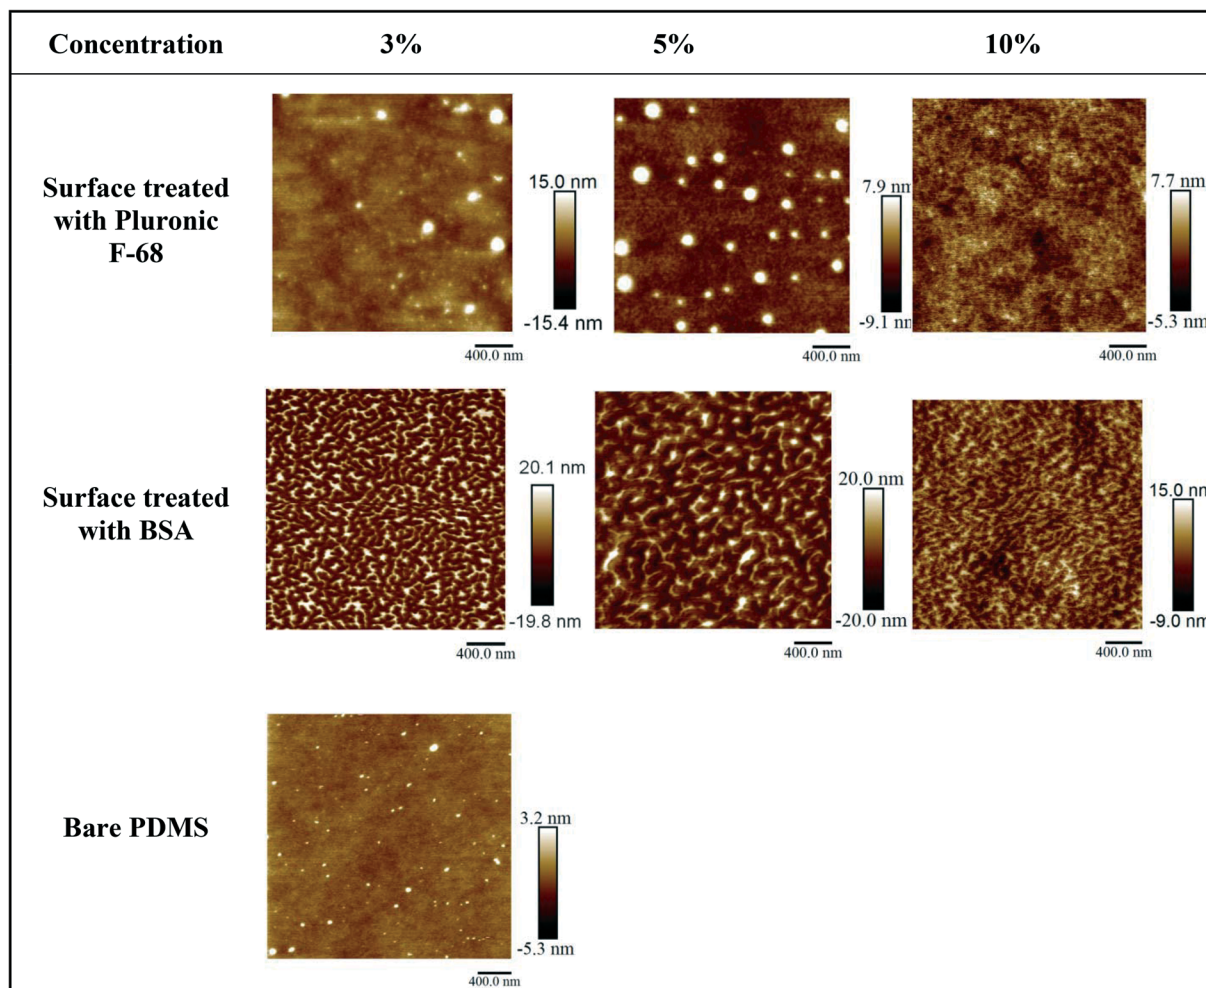 Concentration 3% 5% 10%
Surface treated
with Pluronic
F-68
15.0 nm
-15.4 nm
400.0 nm
7.9 nm
-9.1 nm
400.0 nm
7.7 nm
-5.3 nm
400.0 nm
Surface treated
with BSA
20.1 nm
-19.8 nm
400.0 nm
20.0 nm
-20.0 nm
400.0 nm
15.0 nm
-9.0 nm
400.0 nm
Bare PDMS
3.2 nm
-5.3 nm
400.0 nm